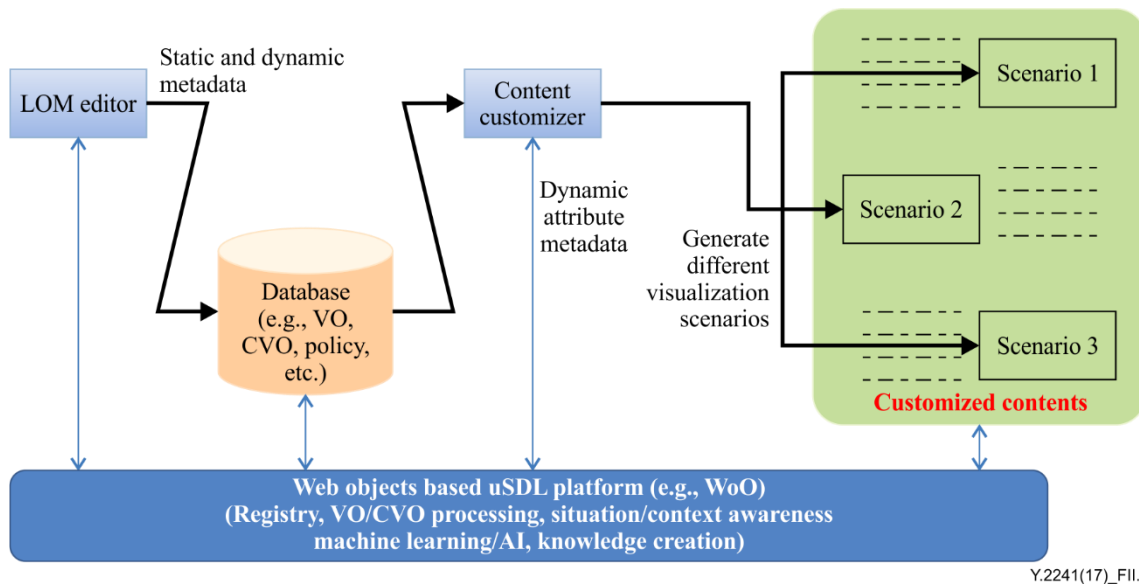 Static and dynamic
metadata
LOM editor
Content
customizer
Scenario 1
Dynamic
attribute
metadata
Scenario 2
Generate
different
visualization
scenarios
Database
(e.g., VO,
CVO, policy,
etc.)
Scenario 3
Customized contents
Web objects based uSDL platform (e.g., WoO)
(Registry, VO/CVO processing, situation/context awareness
machine learning/AI, knowledge creation)
Y.2241(17)_FII.